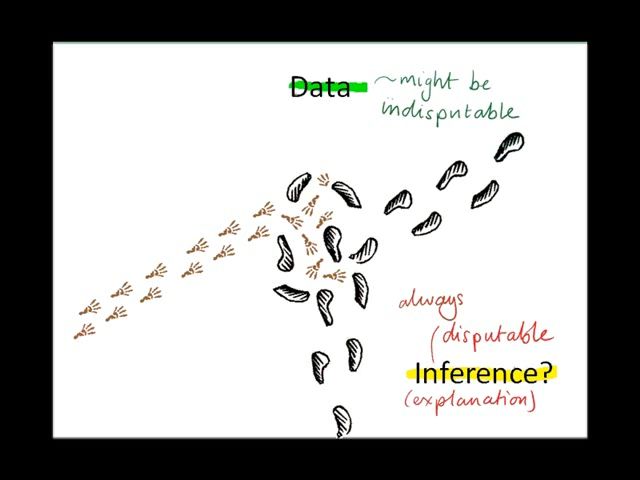 Data ~might be
indisputable
always
disputable
Inference?
(explanation)